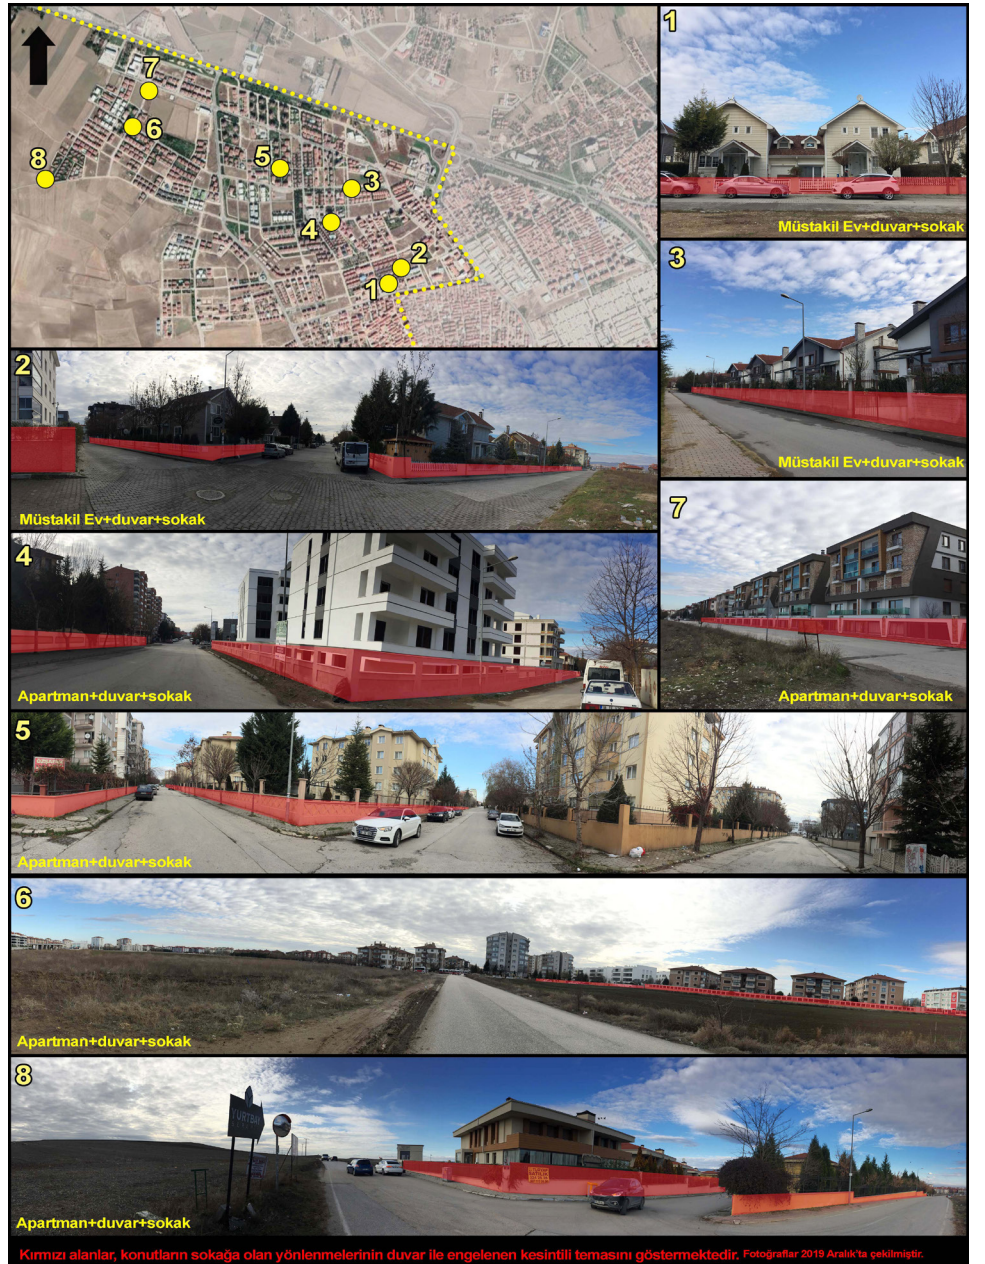 7
6
8
5
3
4
2
1
1
Müstakil Ev+duvar+sokak
3
Müstakil Ev+duvar+sokak
2
Müstakil Ev+duvar+sokak
7
Apartman+duvar+sokak
4
Apartman+duvar+sokak
5
Apartman+duvar+sokak
6
Apartman+duvar+sokak
8
YURTBAY
Apartman+duvar+sokak
Kırmızı alanlar, konutların sokağa olan yönlenmelerinin duvar ile engelenen kesintili temasını göstermektedir. Fotoğraflar 2019 Aralık'ta çekilmiştir.